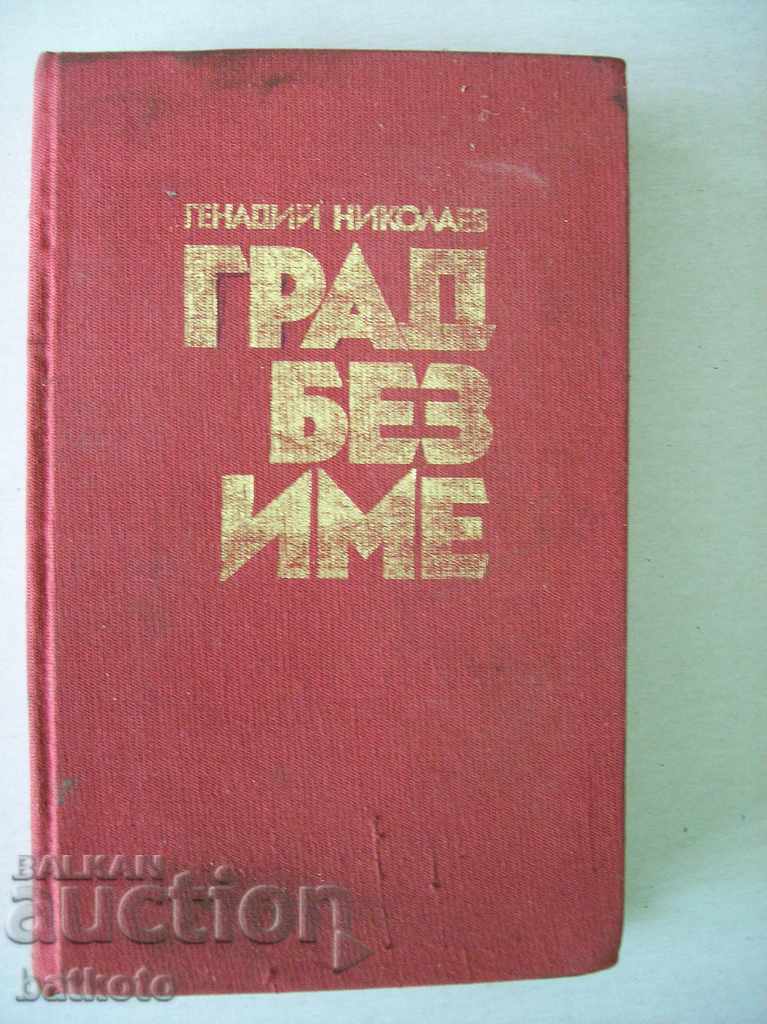 ГЕНАДИЙ НИКОЛАЕВ
ГРАД
БЕЗ
ИМЕ
BALKAN
auction
batkoto